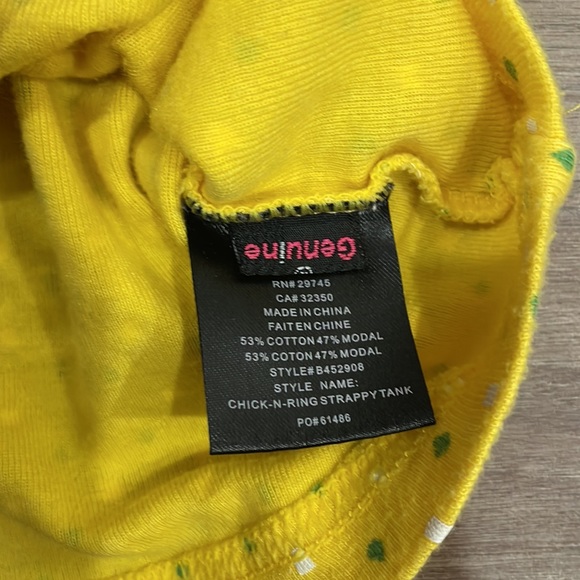 Genuine
RN# 29745
CA# 32350
MADE IN CHINA
FAIT EN CHINE
53% COTTON 47% MODAL
53% COTON 47% MODAL
STYLE#B452908
STYLE NAME:
CHICK-N-RING STRAPPY TANK
PO#61486